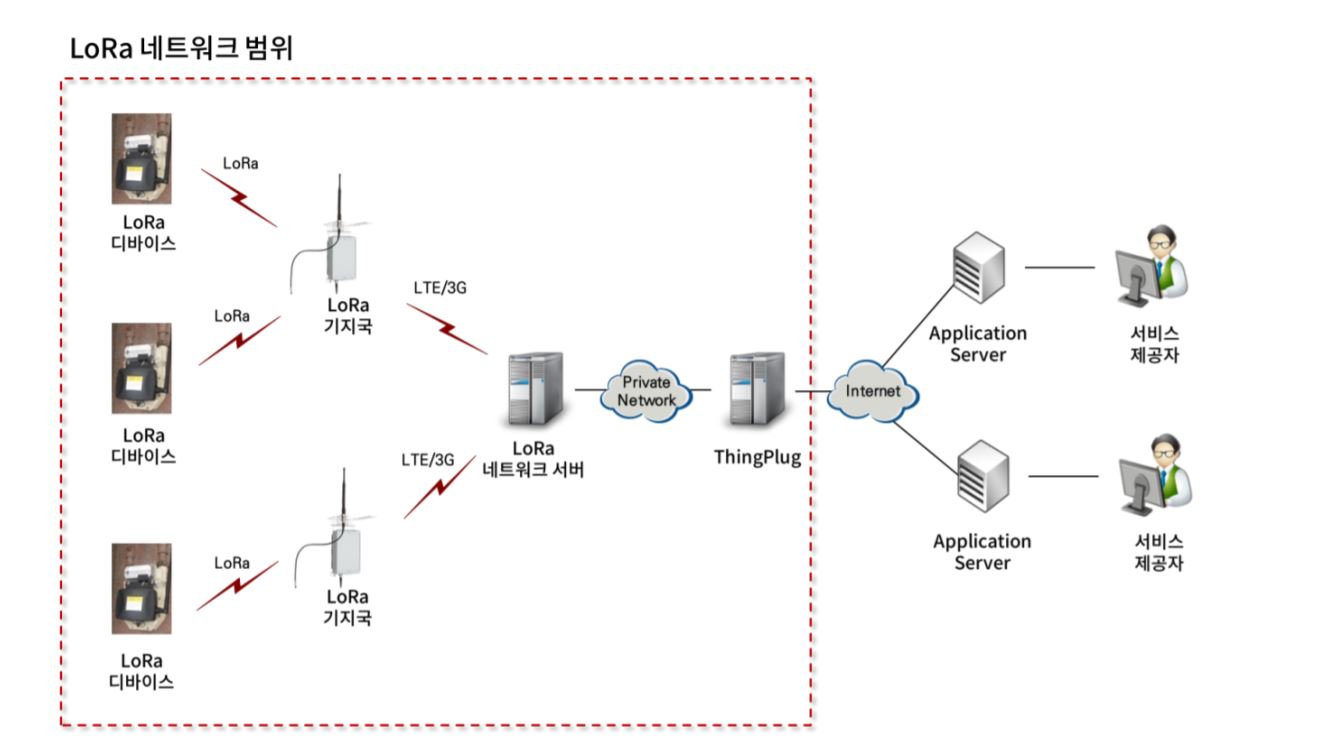 LoRa 네트워크 범위
LoRa
LoRa
디바이스
LoRa
기지국
LTE/3G
LoRa
LoRa
디바이스
LoRa
네트워크 서버
Private
Network
ThingPlug
Internet
Application
Server
서비스
제공자
LTE/3G
LoRa
LoRa
기지국
LoRa
디바이스
Application
Server
서비스
제공자